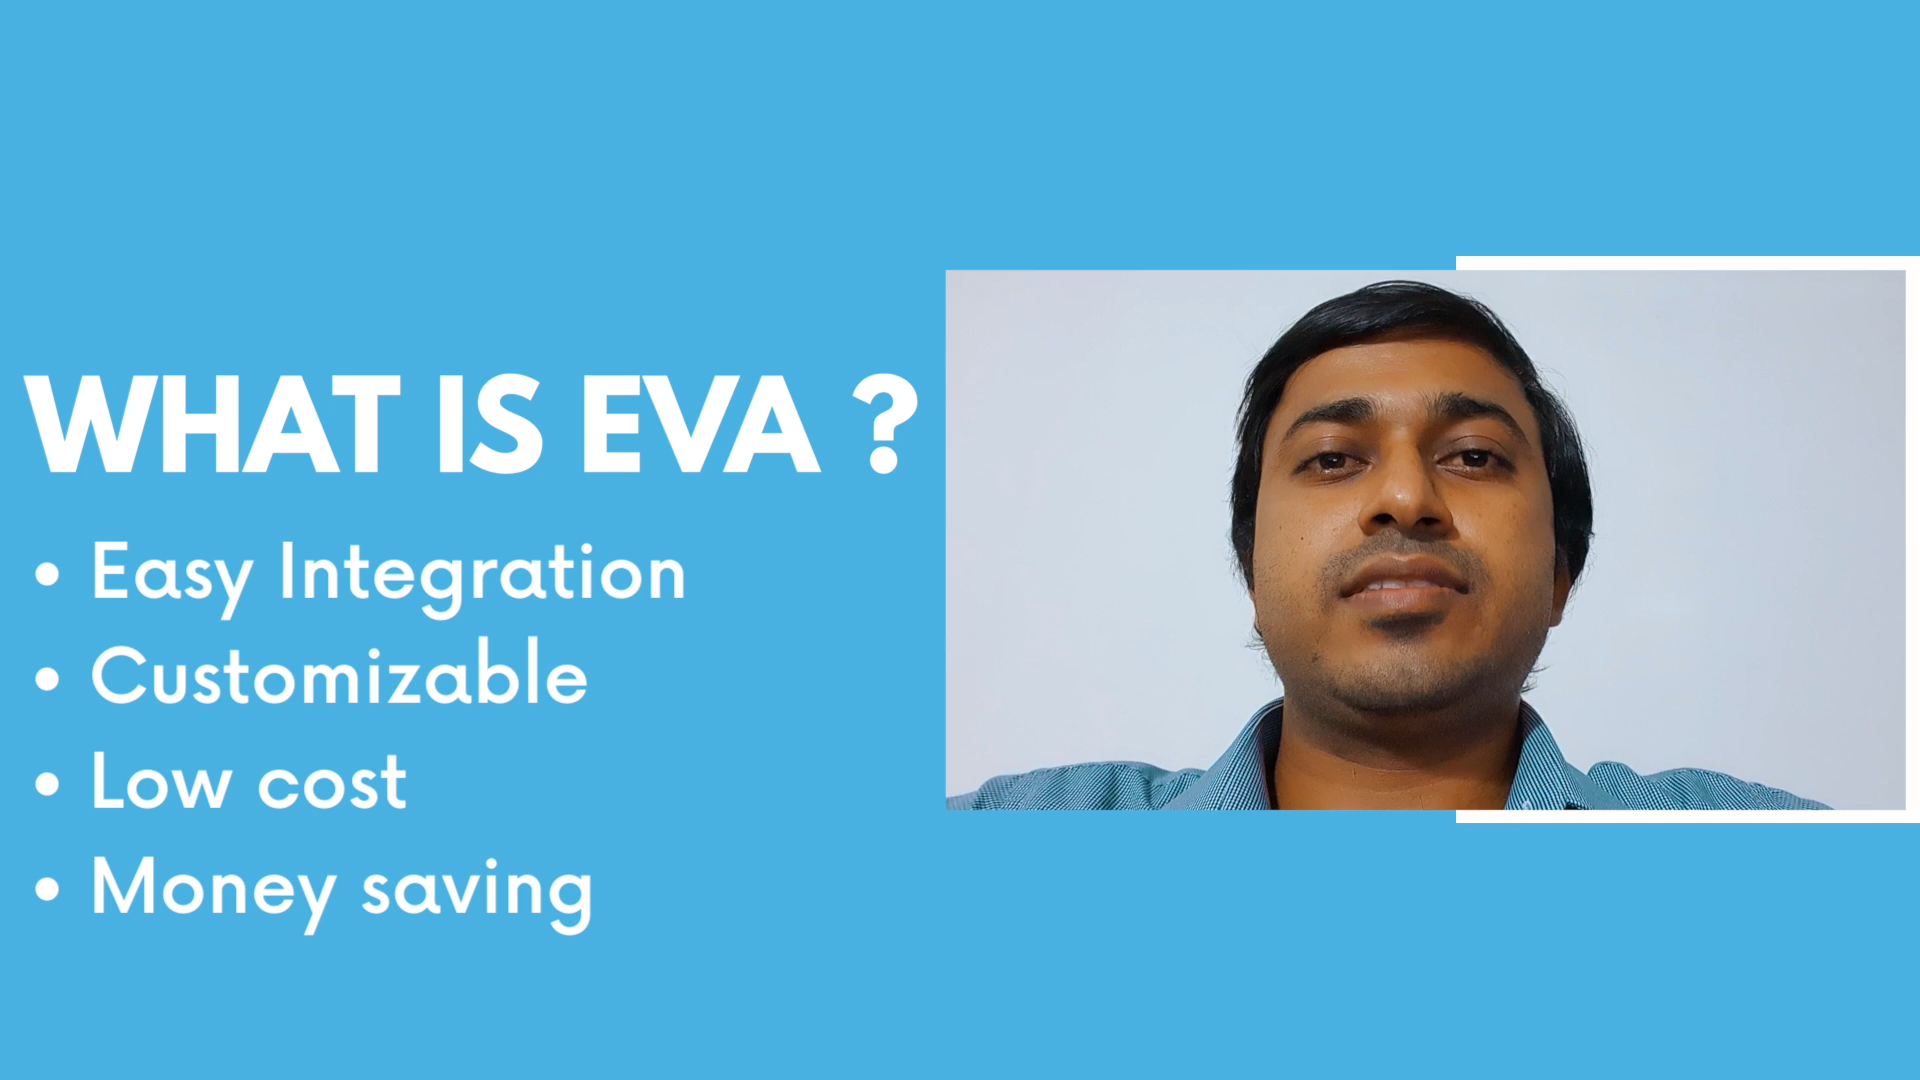 WHAT IS EVA ?
• Easy Integration
• Customizable
• Low cost
• Money saving